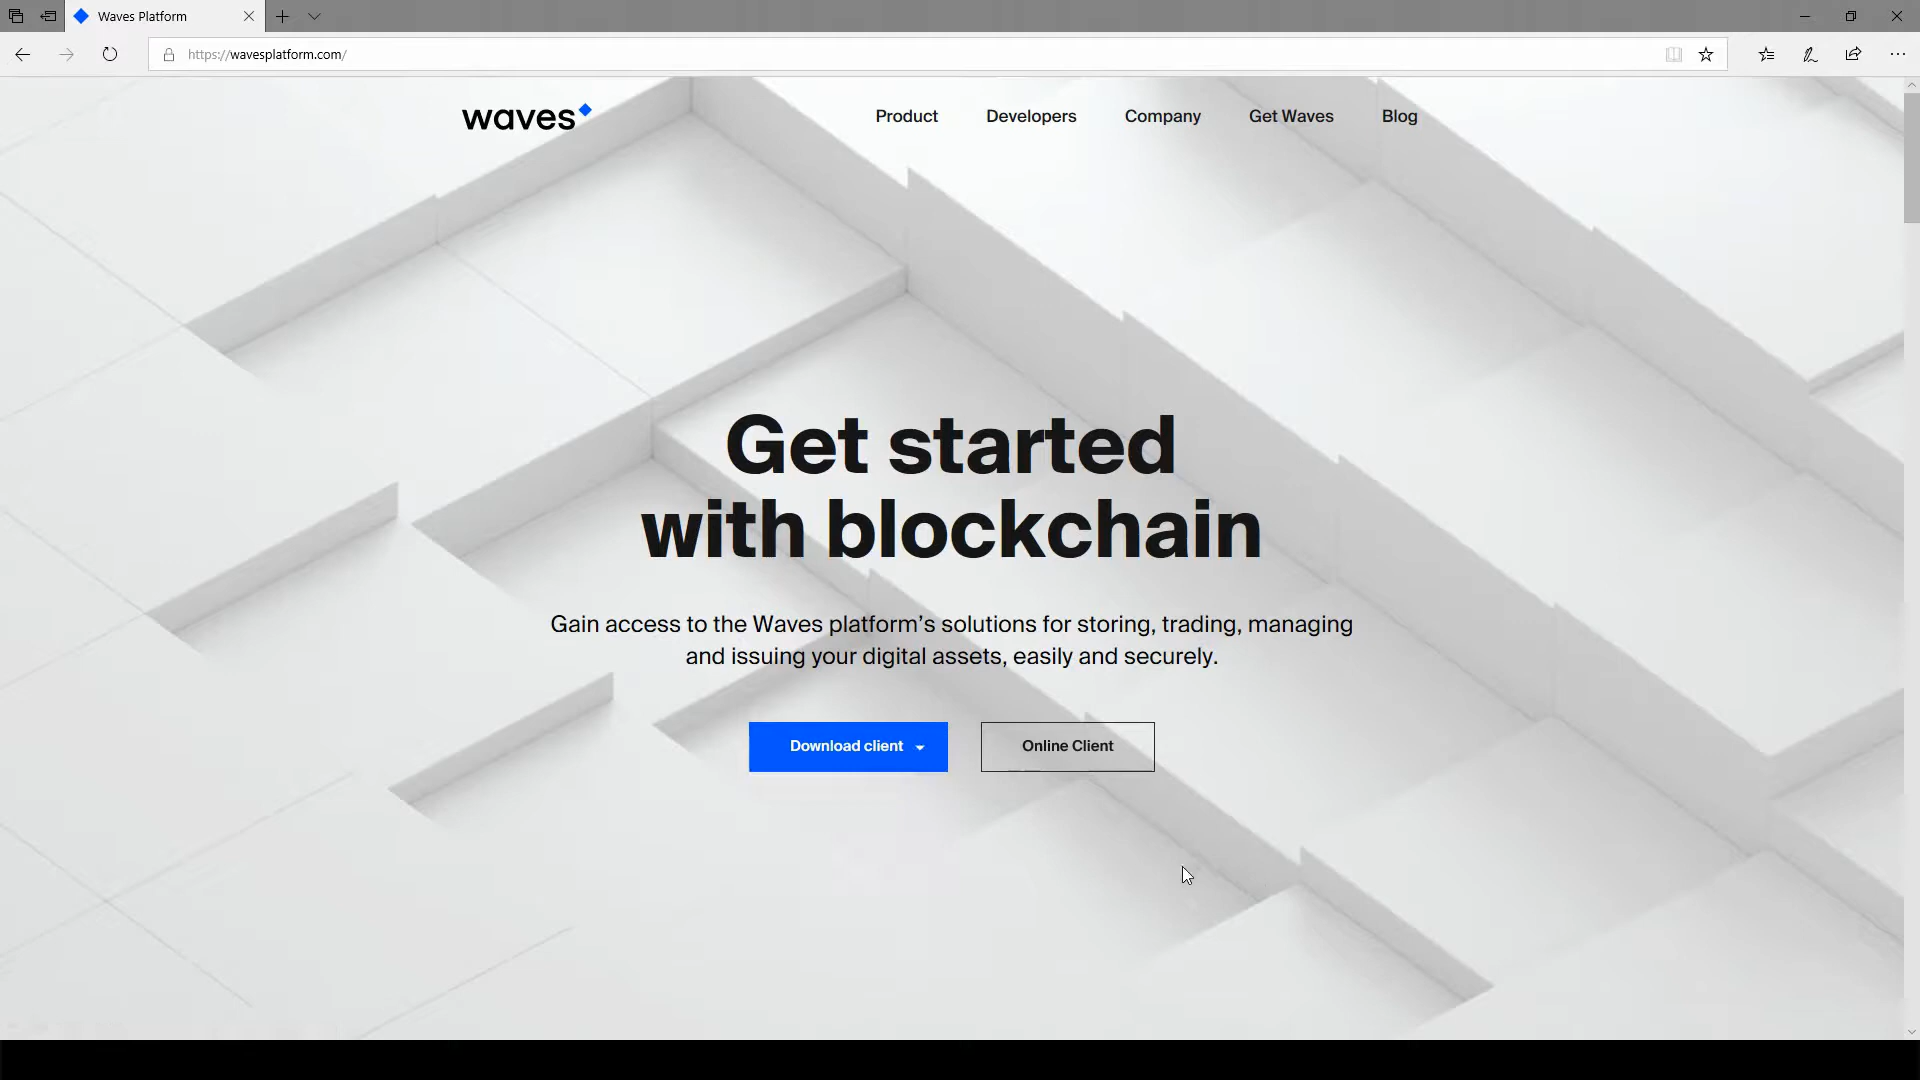 Waves Platform
https://wavesplatform.com/
waves
Product
Developers
Company
Get Waves
Blog
Get started
with blockchain
Gain access to the Waves platform’s solutions for storing, trading, managing
and issuing your digital assets, easily and securely.
Download client
Online Client